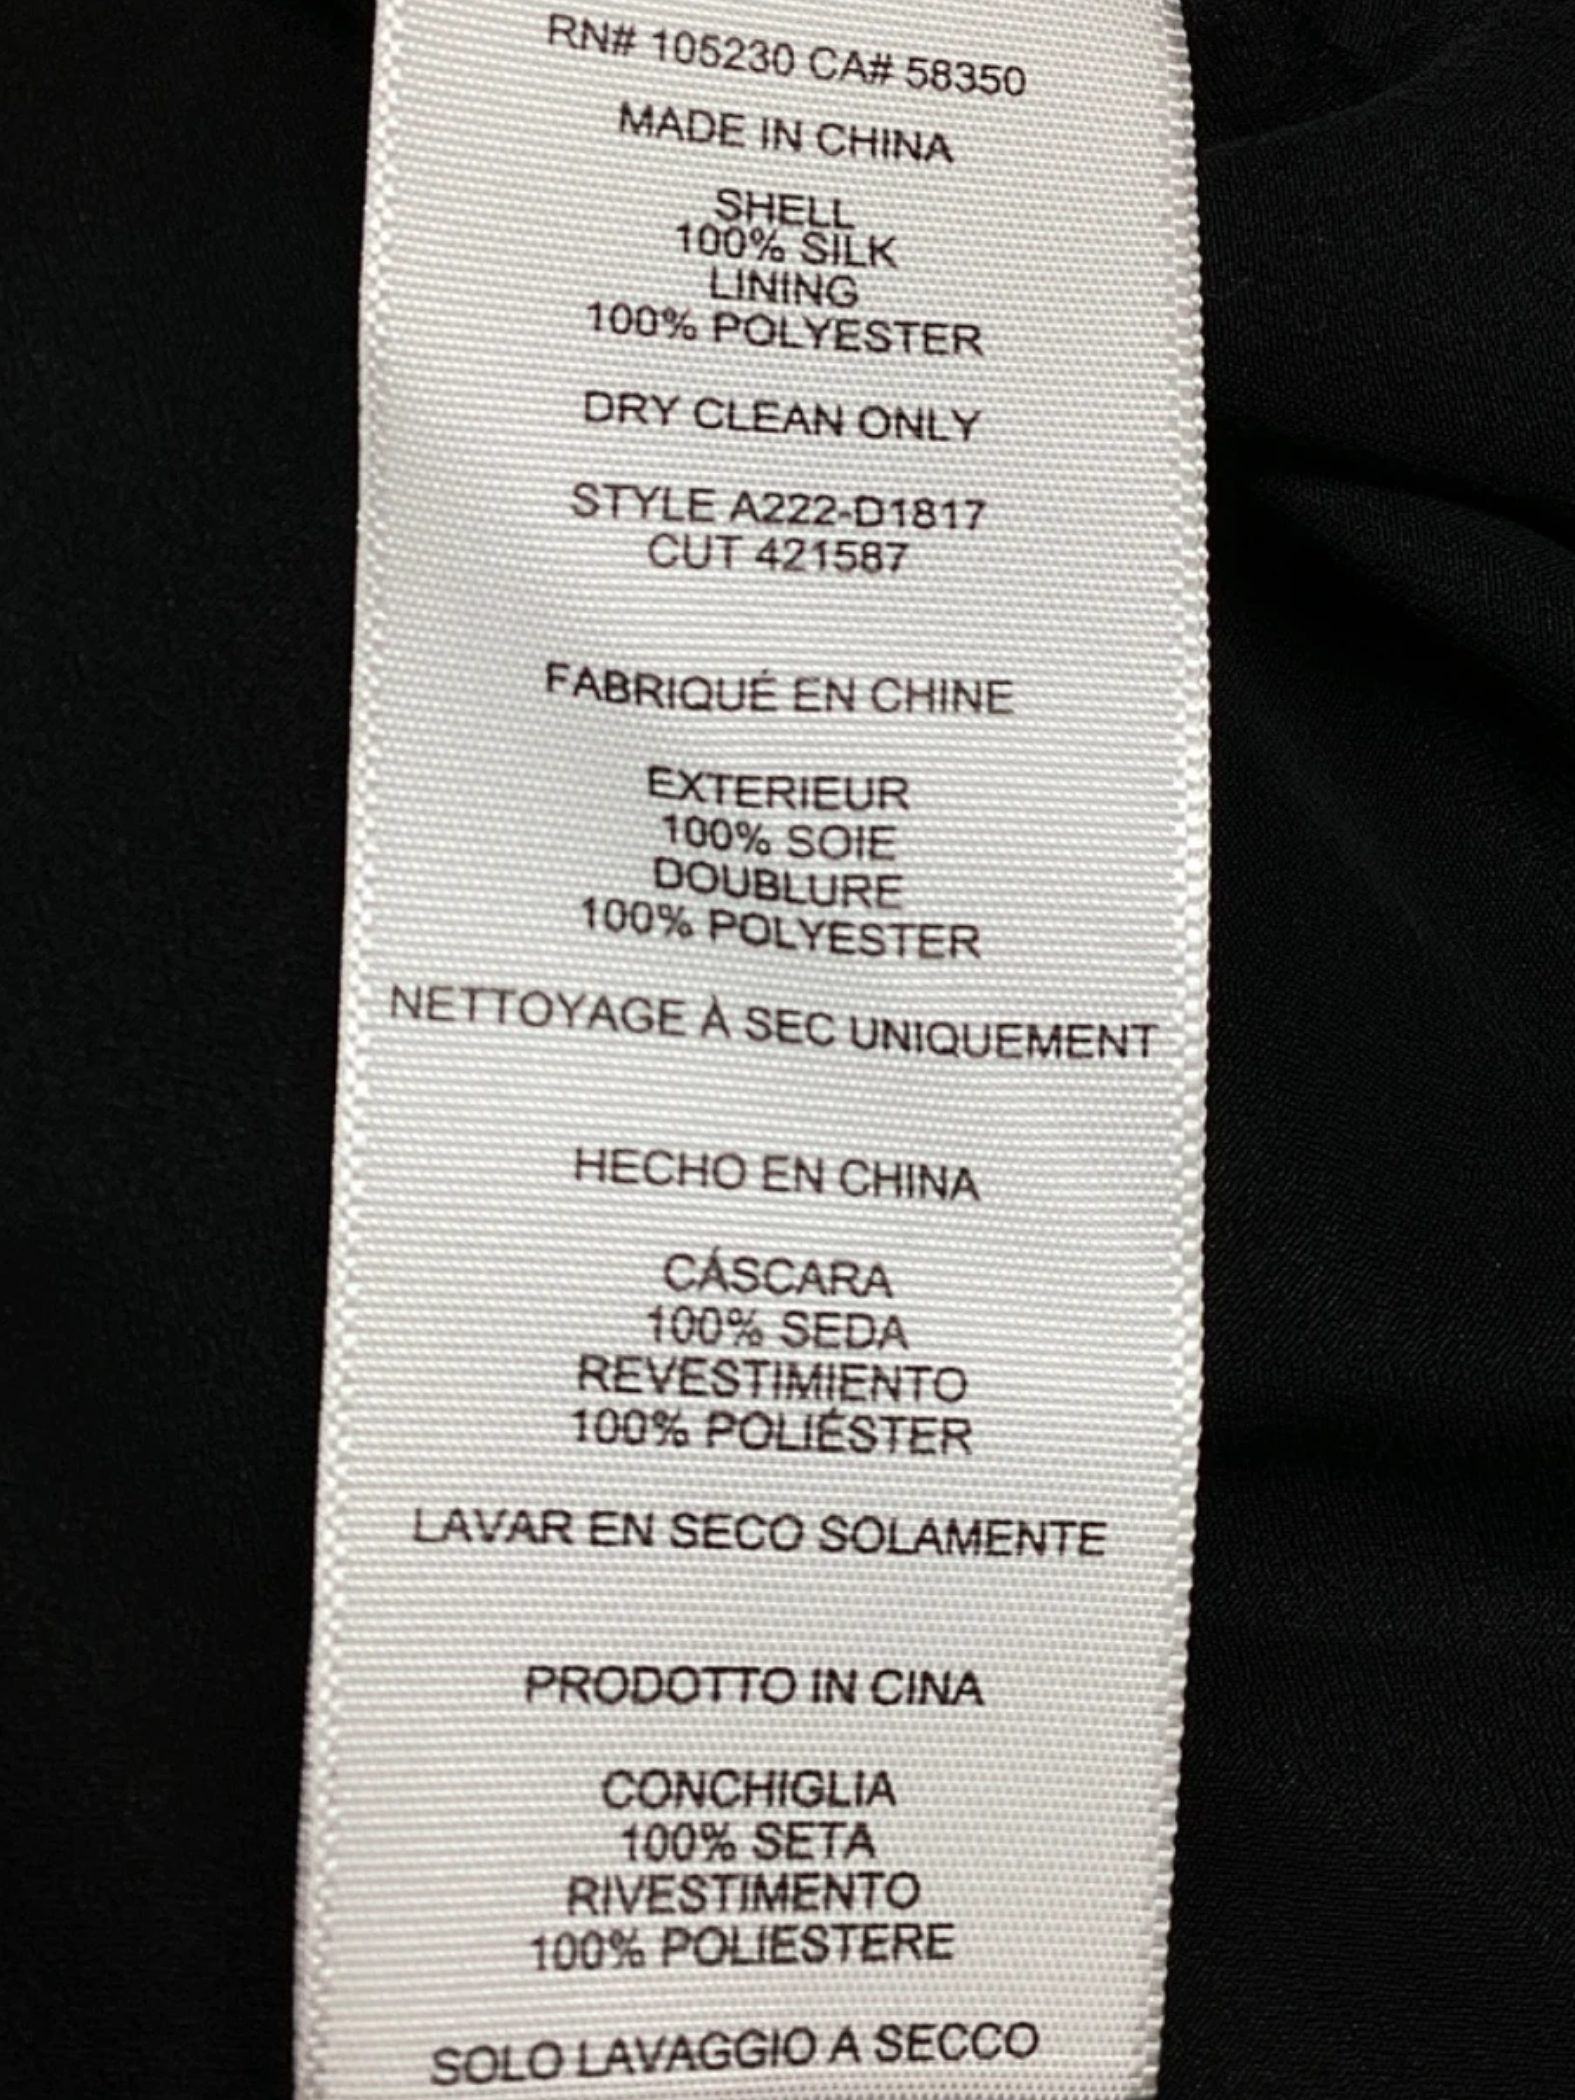 RN# 105230 CA# 58350
MADE IN CHINA
SHELL
100% SILK
LINING
100% POLYESTER
DRY CLEAN ONLY
STYLE A222-D1817
CUT 421587
FABRIQUÉ EN CHINE
EXTERIEUR
100% SOIE
DOUBLURE
100% POLYESTER
NETTOYAGE À SEC UNIQUEMENT
HECHO EN CHINA
CÁSCARA
100% SEDA
REVESTIMIENTO
100% POLIÉSTER
LAVAR EN SECO SOLAMENTE
PRODOTTO IN CINA
CONCHIGLIA
100% SETA
RIVESTIMENTO
100% POLIESTERE
SOLO LAVAGGIO A SECCO